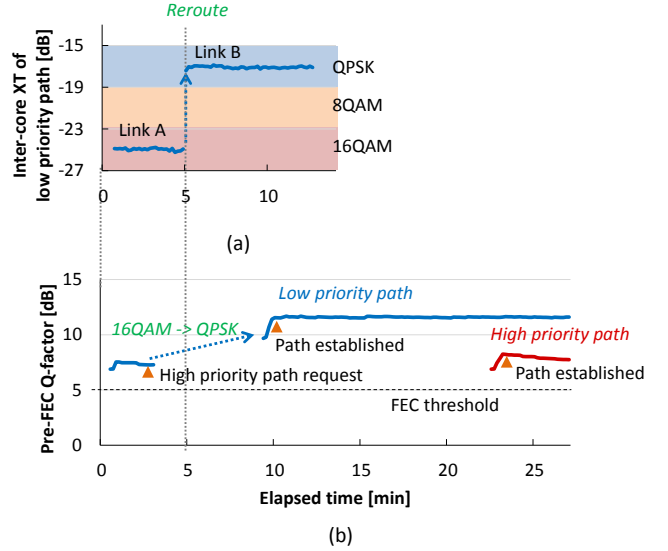 Reroute
(a)
Inter-core XT of
low priority path [dB]
-15
-19
-23
-27
Link B
Link A
QPSK
8QAM
16QAM
0
5
10
(a)
Pre-FEC Q-factor [dB]
15
10
5
0
Low priority path
16QAM -> QPSK
High priority path
Path established
High priority path request
Path established
FEC threshold
0
5
10
15
20
25
Elapsed time [min]
(b)
(b)